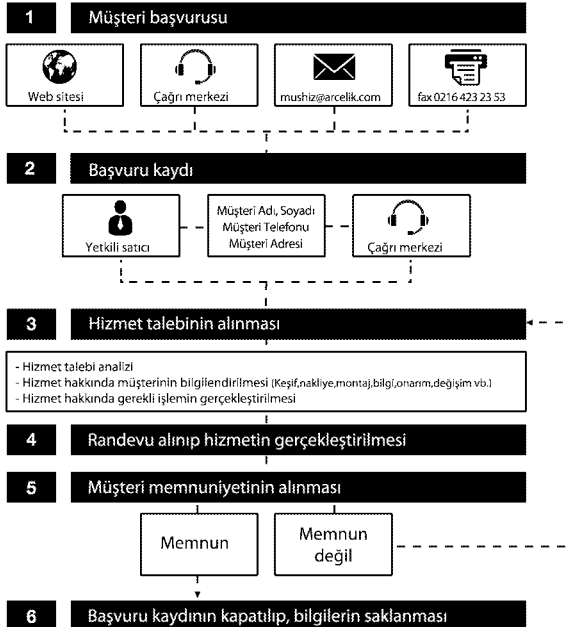 1 Müşteri başvurusu
Web sitesi
Çağrı merkezi
mushiz@arcelik.com
fax 0216 423 23 53
2 Başvuru kaydı
Yetkili satıcı
Müşteri Adı, Soyadı
Müşteri Telefonu
Müşteri Adresi
Çağrı merkezi
3 Hizmet talebinin alınması
- Hizmet talebi analizi
- Hizmet hakkında müşterinin bilgilendirilmesi (Keşif,nakliye,montaj,bilgi,onarım,değişim vb.)
- Hizmet hakkında gerekli işlemin gerçekleştirilmesi
4 Randevu alınıp hizmetin gerçekleştirilmesi
5 Müşteri memnuniyetinin alınması
Memnun
Memnun
değil
6 Başvuru kaydının kapatılıp, bilgilerin saklanması